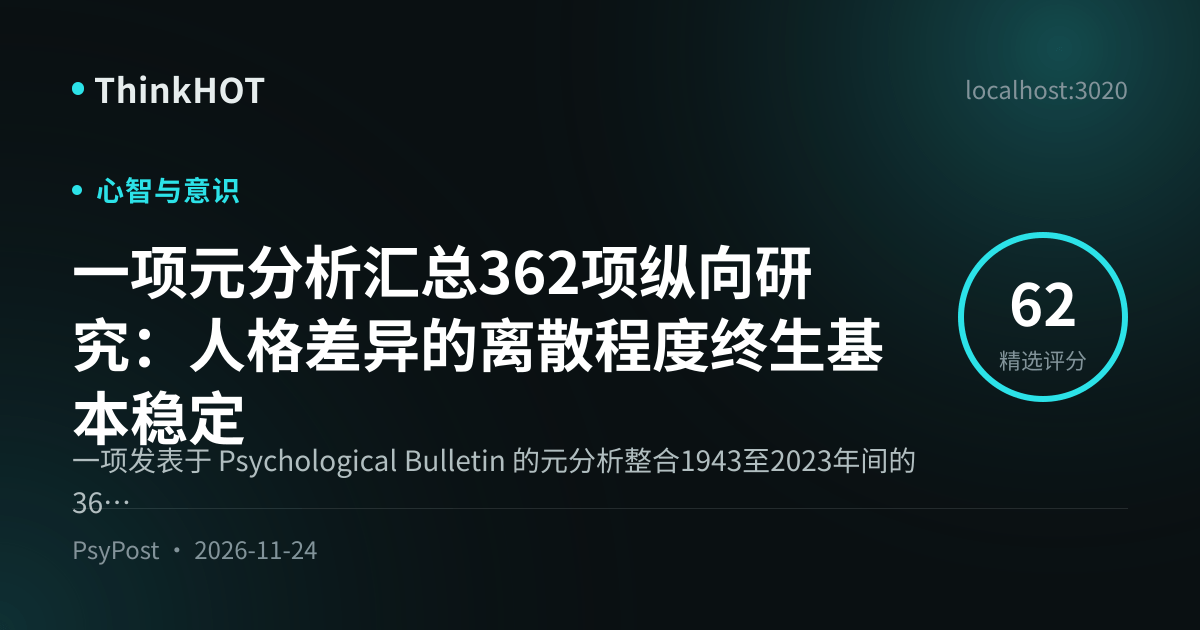 ThinkHOT
localhost:3020
心智与意识
一项元分析汇总362项纵向研
究：人格差异的离散程度终生基
本稳定
62
精选评分
一项发表于 Psychological Bulletin 的元分析整合1943至2023年间的
36…
PsyPost · 2026-11-24